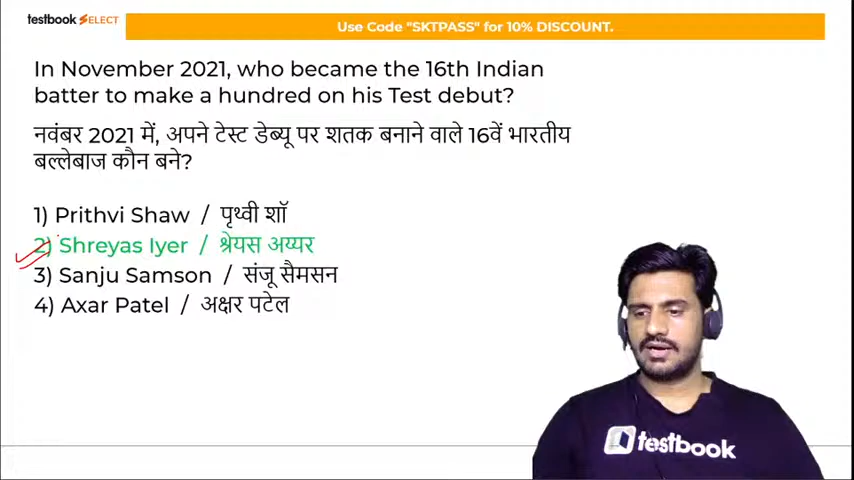 testbook SELECT
Use Code "SKTPASS" for 10% DISCOUNT.
In November 2021, who became the 16th Indian
batter to make a hundred on his Test debut?
नवंबर 2021 में, अपने टेस्ट डेब्यू पर शतक बनाने वाले 16वें भारतीय
बल्लेबाज कौन बने?
1) Prithvi Shaw / पृथ्वी शॉ
2) Shreyas Iyer / श्रेयस अय्यर
3) Sanju Samson / संजू सैमसन
4) Axar Patel / अक्षर पटेल
testbook